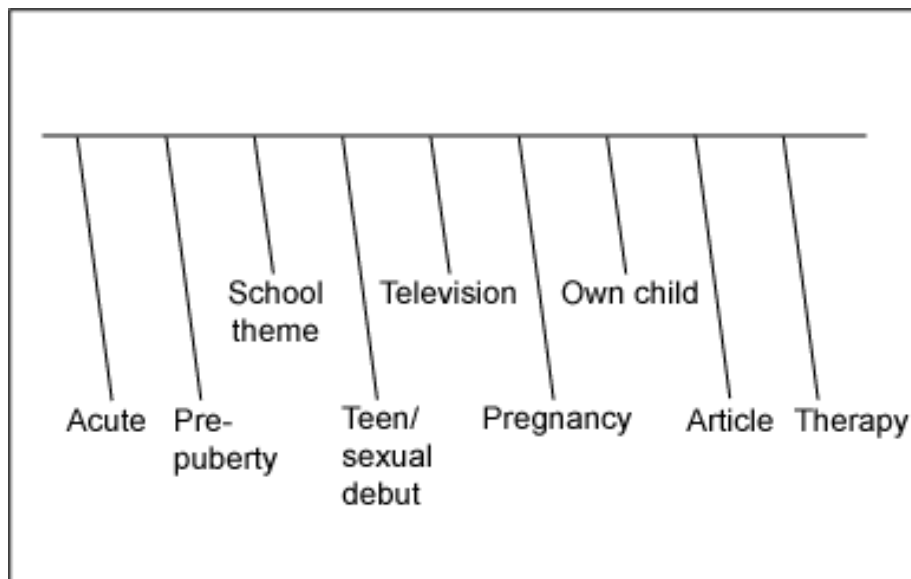 School
theme
Television
Own child
Acute
Pre-
puberty
Teen/
sexual
debut
Pregnancy
Article
Therapy